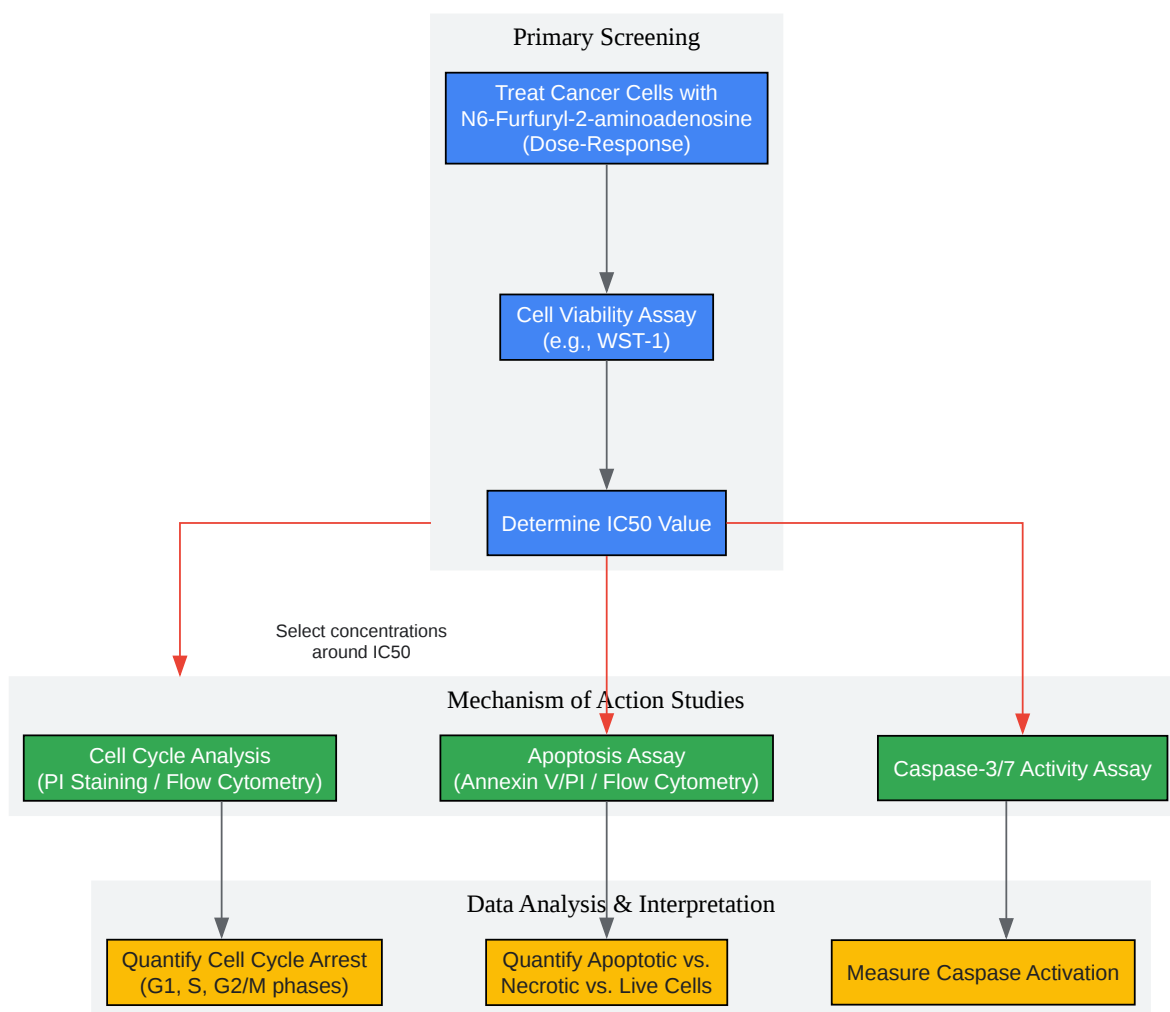 Primary Screening
Treat Cancer Cells with
N6-Furfuryl-2-aminoadenosine
(Dose-Response)
Cell Viability Assay
(e.g., WST-1)
Determine IC50 Value
Select concentrations
around IC50
Mechanism of Action Studies
Cell Cycle Analysis
(PI Staining / Flow Cytometry)
Apoptosis Assay
(Annexin V/PI / Flow Cytometry)
Caspase-3/7 Activity Assay
Data Analysis & Interpretation
Quantify Cell Cycle Arrest
(G1, S, G2/M phases)
Quantify Apoptotic vs.
Necrotic vs. Live Cells
Measure Caspase Activation